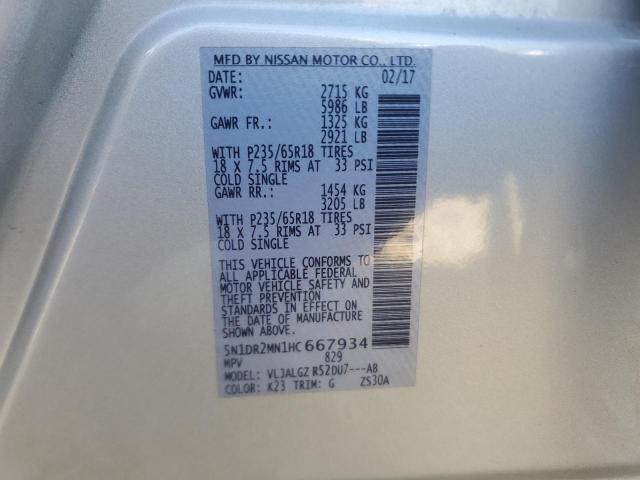 MFD BY NISSAN MOTOR CO., LTD.
DATE: 02/17
GVWR: 2715 KG
5986 LB
GAWR FR.: 1325 KG
2921 LB
WITH P235/65R18 TIRES
18 X 7.5 RIMS AT 33 PSI
COLD SINGLE
GAWR RR.: 1454 KG
3205 LB
WITH P235/65R18 TIRES
18 X 7.5 RIMS AT 33 PSI
COLD SINGLE
THIS VEHICLE CONFORMS TO
ALL APPLICABLE FEDERAL
MOTOR VEHICLE SAFETY AND
THEFT PREVENTION
STANDARDS IN EFFECT ON
THE DATE OF MANUFACTURE
SHOWN ABOVE.
5N1DR2MN1HC667934
MPV 829
MODEL: VLJALGZ R52DU7---AB
COLOR: K23 TRIM: G ZS30A